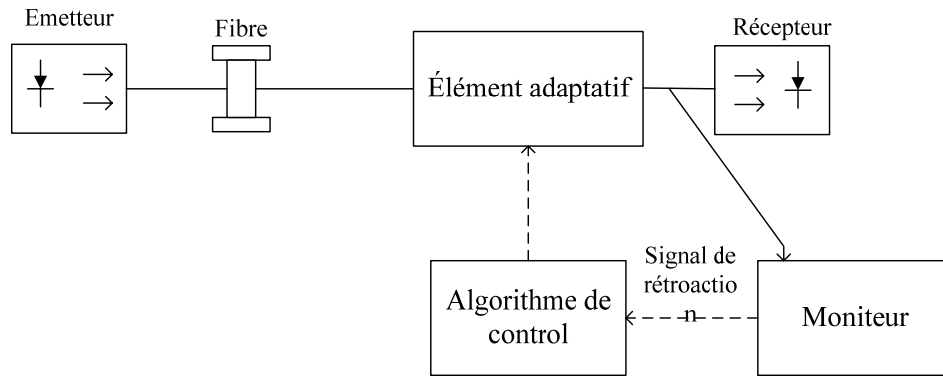 Emetteur
Fibre
Récepteur
Élément adaptatif
Signal de
rétroactio
n
Algorithme de
control
Moniteur